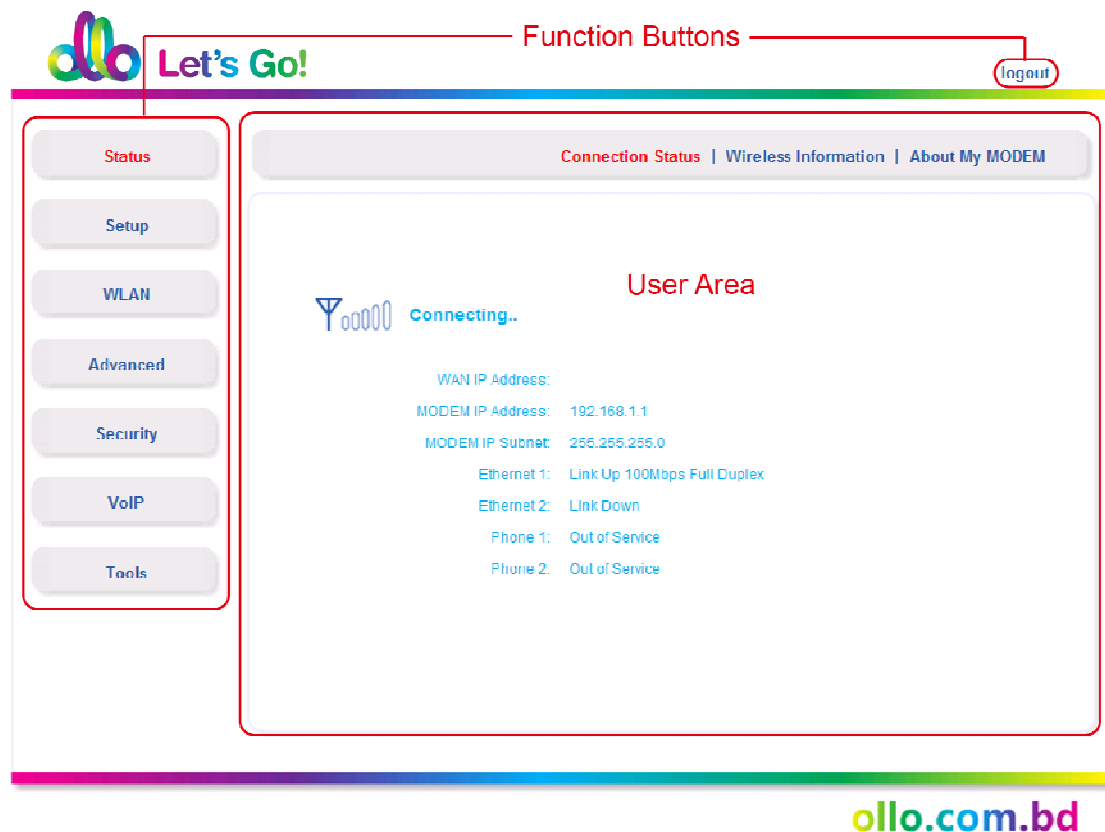 Function Buttons
ollo Let's Go!
logout
Status
Setup
WLAN
Advanced
Security
VoIP
Tools
Connection Status | Wireless Information | About My MODEM
User Area
Connecting..
WAN IP Address:
MODEM IP Address: 192.168.1.1
MODEM IP Subnet: 255.255.255.0
Ethernet 1: Link Up 100Mbps Full Duplex
Ethernet 2: Link Down
Phone 1: Out of Service
Phone 2: Out of Service
ollo.com.bd